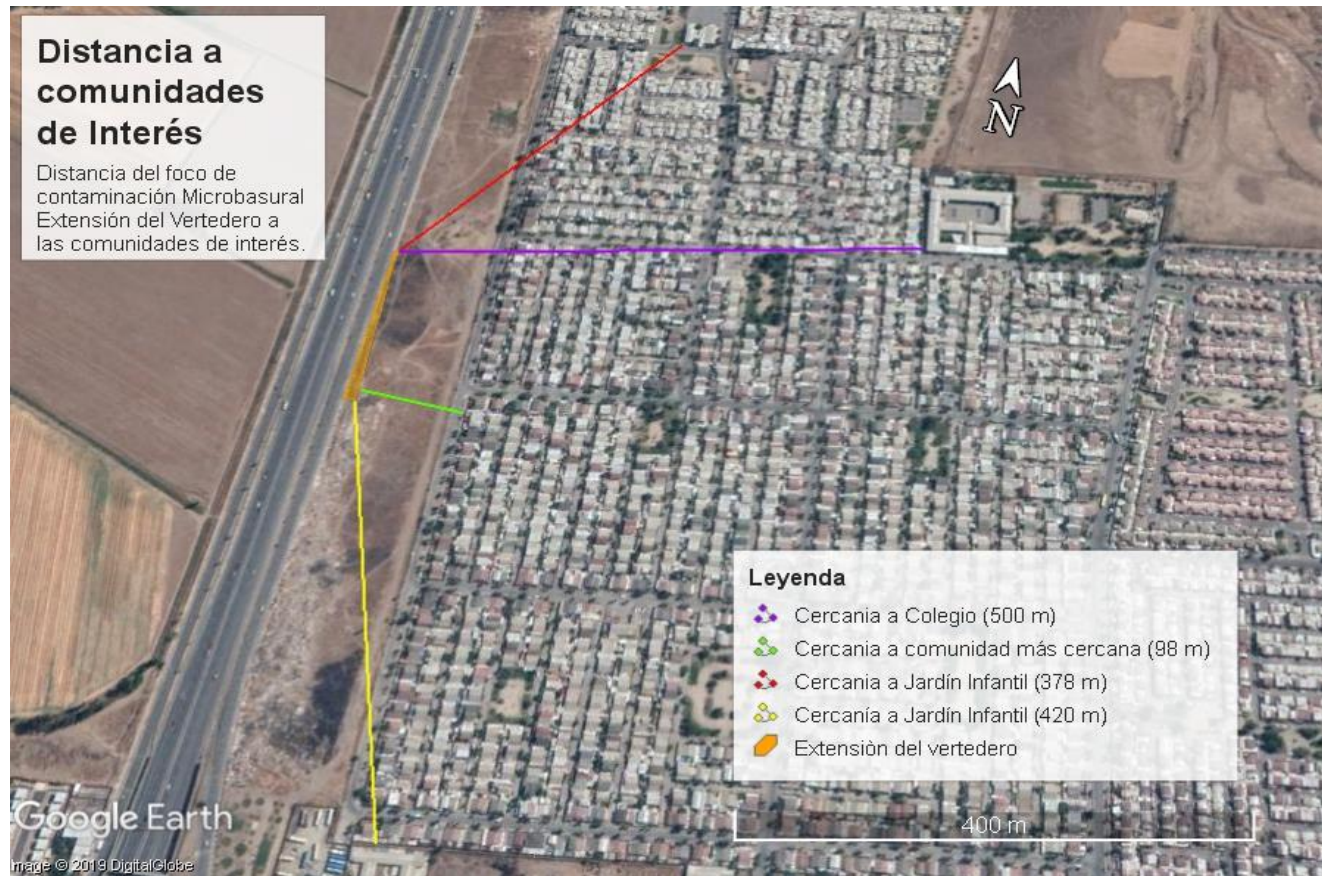 Distancia a
comunidades
de Interés
Distancia del foco de
contaminación Microbasural
Extensión del Vertedero a
las comunidades de interés.
N
Leyenda
Cercania a Colegio (500 m)
Cercania a comunidad más cercana (98 m)
Cercania a Jardín Infantil (378 m)
Cercanía a Jardín Infantil (420 m)
Extensiòn del vertedero
400 m
Google Earth
Image © 2019 DigitalGlobe